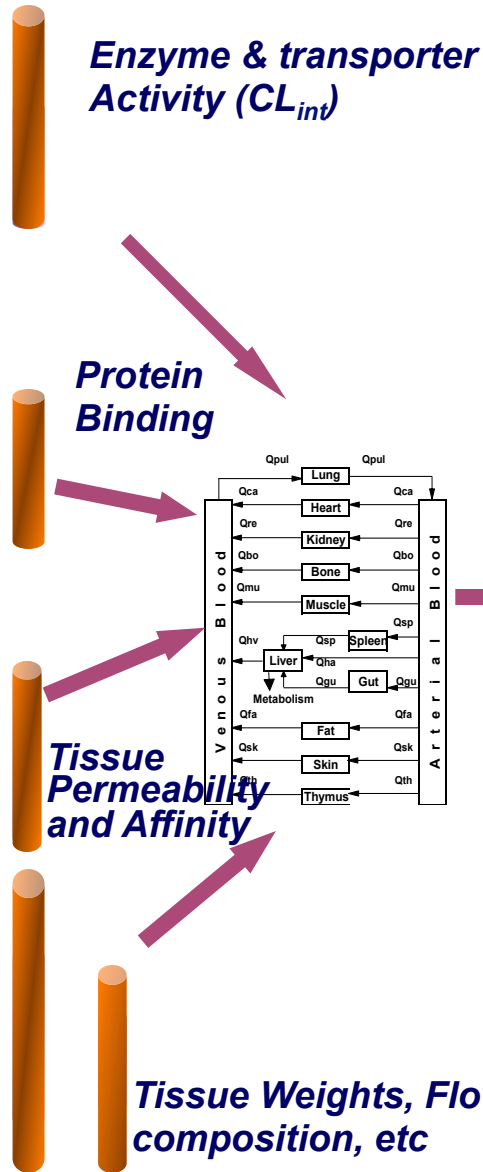 Enzyme & transporter
Activity (CLint)
Protein
Binding
Qpul Lung Qpul
Qca Heart Qca
Qre Kidney Qre
Qbo Bone Qbo
Qmu Muscle Qmu
Qsp Spleen Qsp
Qhv Liver Qha
Qgu Gut Qgu
Metabolism
Qfa Fat Qfa
Qsk Skin Qsk
Qth Thymus Qth
Venous Blood
Arterial Blood
Tissue
Permeability
and Affinity
Tissue Weights, Flo
composition, etc